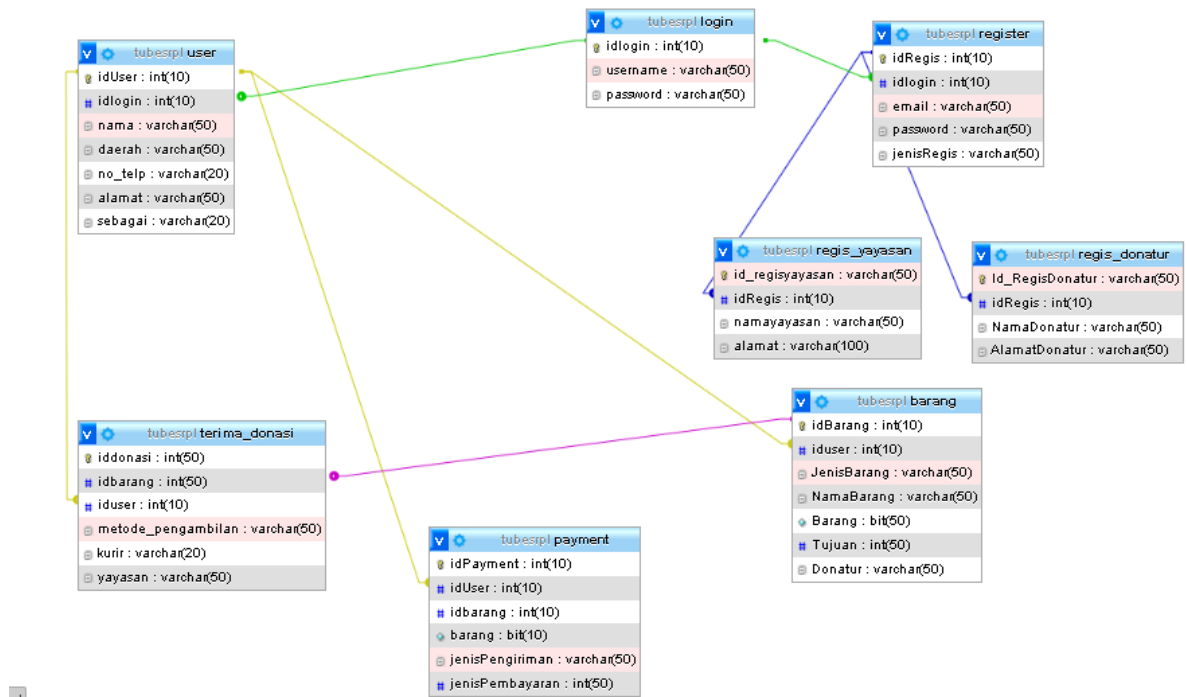 tubesrpl user
idUser : int(10)
idlogin : int(10)
nama : varchar(50)
daerah : varchar(50)
no_telp : varchar(20)
alamat : varchar(50)
sebagai : varchar(20)
tubesrpl login
idlogin : int(10)
username : varchar(50)
password : varchar(50)
tubesrpl register
idRegis : int(10)
idlogin : int(10)
email : varchar(50)
password : varchar(50)
jenisRegis : varchar(50)
tubesrpl regis_yayasan
id_regisyayasan : varchar(50)
idRegis : int(10)
namayayasan : varchar(50)
alamat : varchar(100)
tubesrpl regis_donatur
Id_RegisDonatur : varchar(50)
idRegis : int(10)
NamaDonatur : varchar(50)
AlamatDonatur : varchar(50)
tubesrpl terima_donasi
iddonasi : int(50)
idbarang : int(50)
iduser : int(10)
metode_pengambilan : varchar(50)
kurir : varchar(20)
yayasan : varchar(50)
tubesrpl payment
idPayment : int(10)
idUser : int(10)
idbarang : int(10)
barang : bit(10)
jenisPengiriman : varchar(50)
jenisPembayaran : int(50)
tubesrpl barang
idBarang : int(10)
iduser : int(10)
JenisBarang : varchar(50)
NamaBarang : varchar(50)
Barang : bit(50)
Tujuan : int(50)
Donatur : varchar(50)